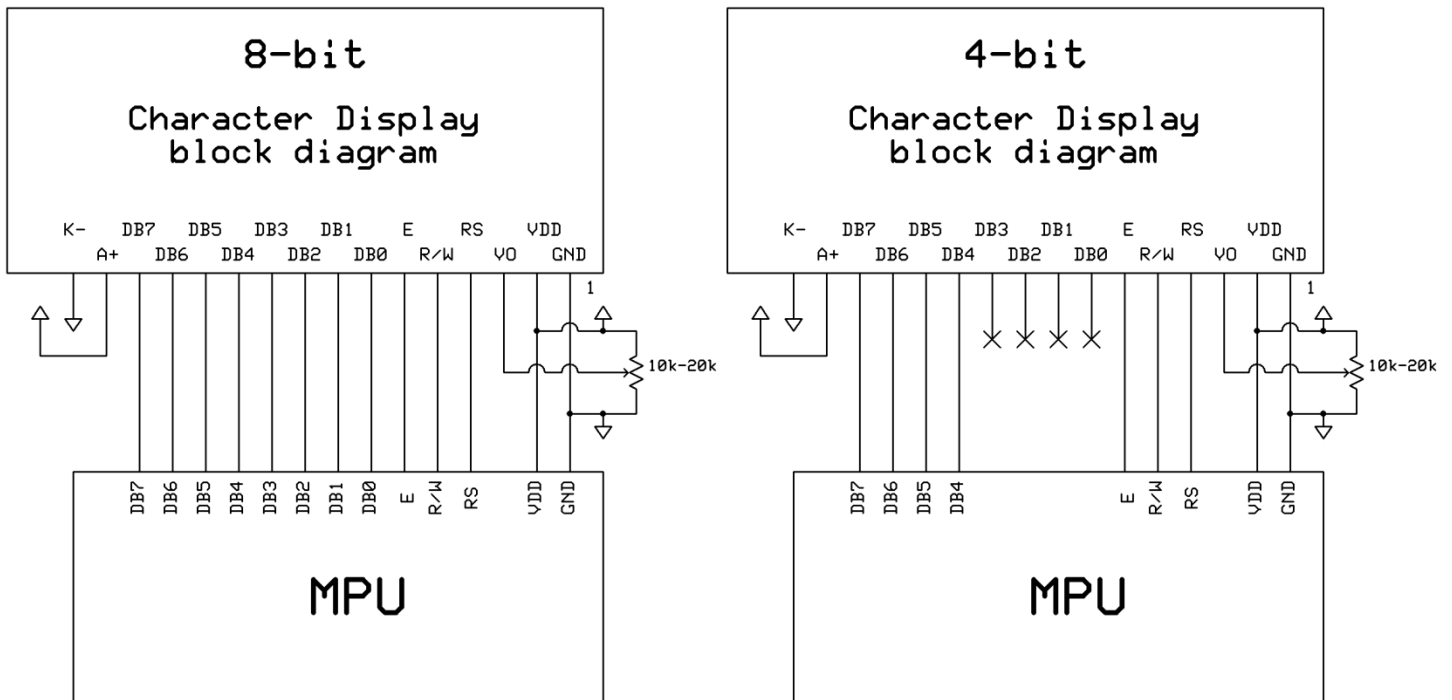 8-bit
Character Display
block diagram
K- DB7 DB5 DB3 DB1 E RS VDD
A+ DB6 DB4 DB2 DB0 R/W VO GND
1
10k-20k
DB7 DB6 DB5 DB4 DB3 DB2 DB1 DB0 E R/W RS VDD GND
MPU
4-bit
Character Display
block diagram
K- DB7 DB5 DB3 DB1 E RS VDD
A+ DB6 DB4 DB2 DB0 R/W VO GND
1
10k-20k
DB7 DB6 DB5 DB4 E R/W RS VDD GND
MPU